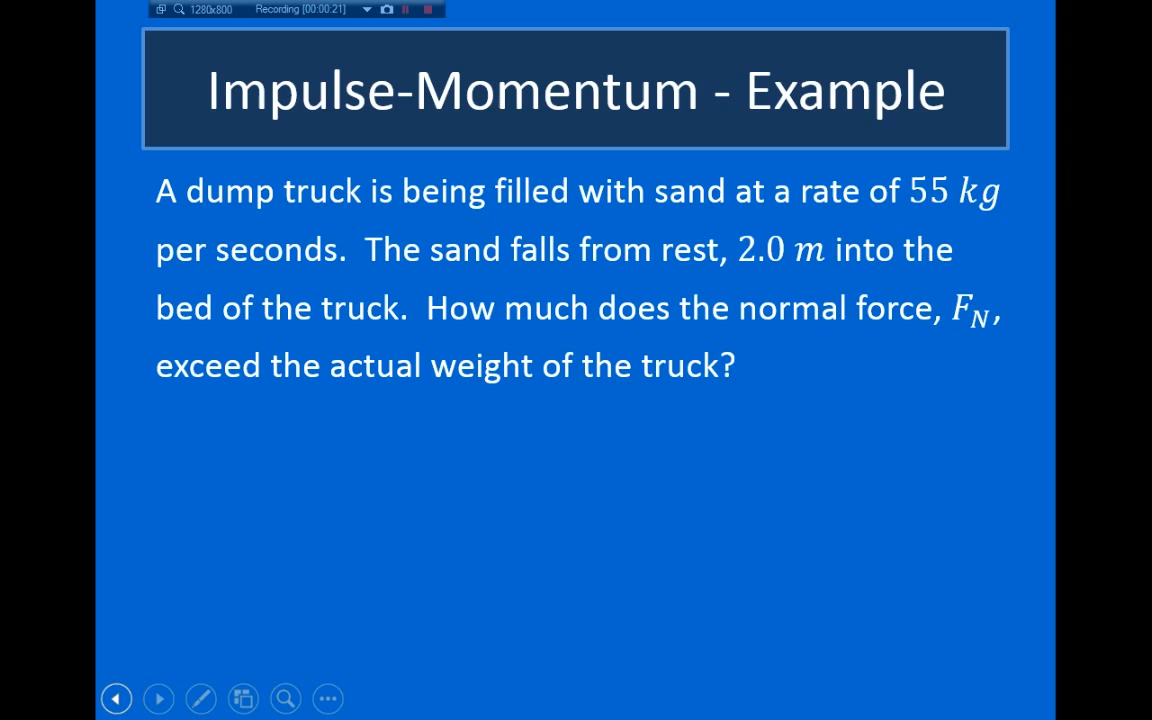 1280x800 Recording [00:00:21]
Impulse-Momentum - Example
A dump truck is being filled with sand at a rate of 55 kg
per seconds. The sand falls from rest, 2.0 m into the
bed of the truck. How much does the normal force, F_N,
exceed the actual weight of the truck?